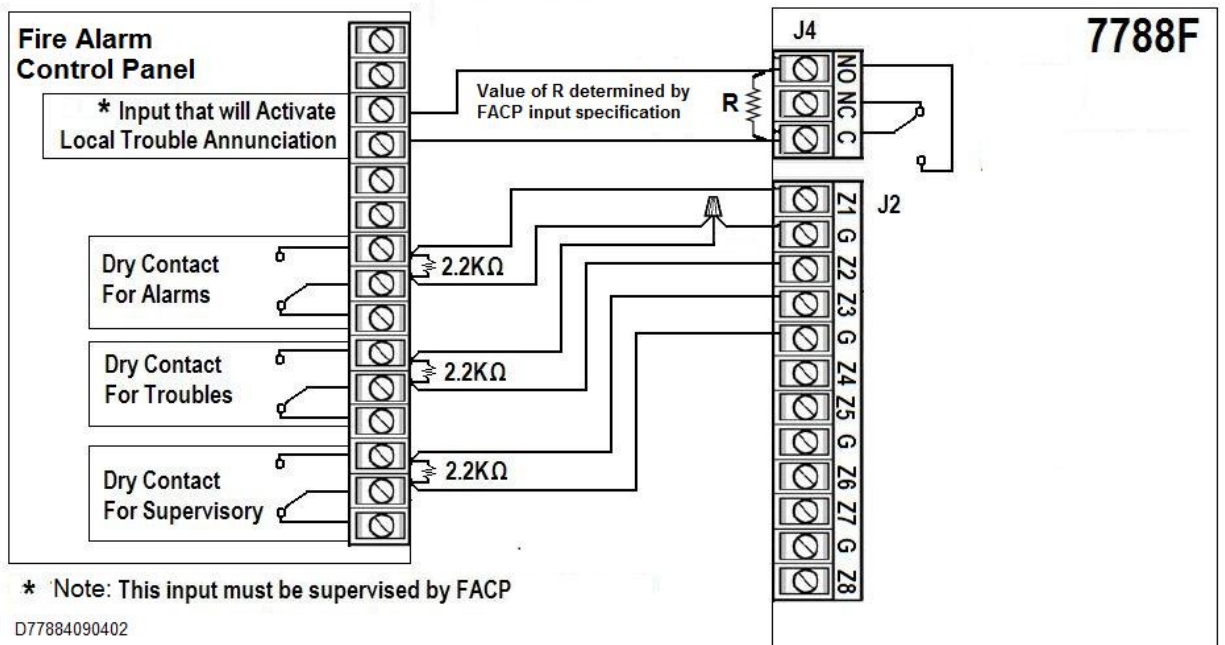 Fire Alarm
Control Panel
* Input that will Activate
Local Trouble Annunciation
Dry Contact
For Alarms
Dry Contact
For Troubles
Dry Contact
For Supervisory
Value of R determined by
FACP input specification
R
2.2KΩ
2.2KΩ
2.2KΩ
J4
7788F
NO
NC
C
J2
Z1
G
Z2
Z3
G
Z4
Z5
G
Z6
Z7
G
Z8
* Note: This input must be supervised by FACP
D77884090402